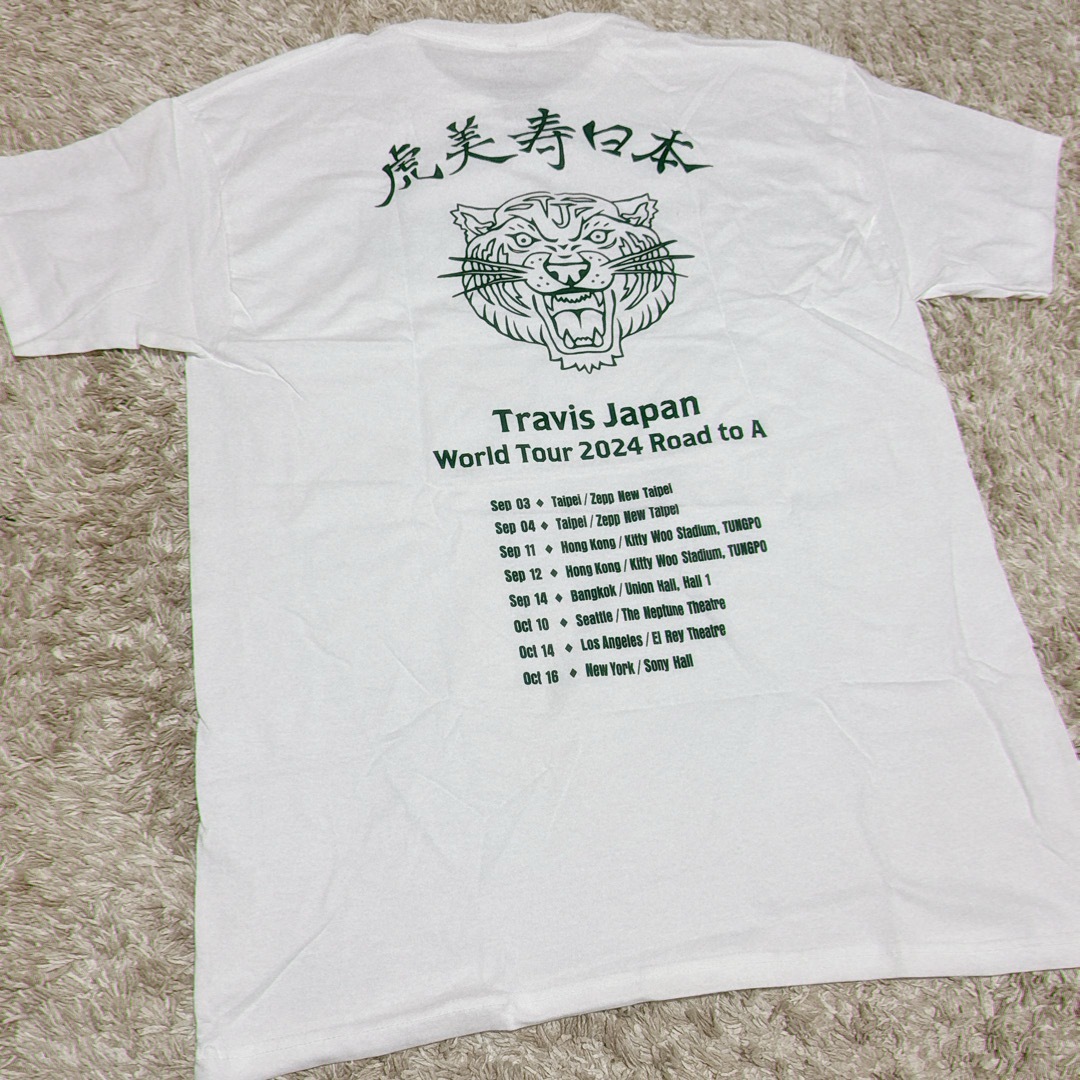 虎美寿日本
TJ
Travis Japan
World Tour 2024 Road to A
Sep 03 ◆ Taipei / Zepp New Taipei
Sep 04 ◆ Taipei / Zepp New Taipei
Sep 11 ◆ Hong Kong / Kitty Woo Stadium, TUNGPO
Sep 12 ◆ Hong Kong / Kitty Woo Stadium, TUNGPO
Sep 14 ◆ Bangkok / Union Hall, Hall 1
Oct 10 ◆ Seattle / The Neptune Theatre
Oct 14 ◆ Los Angeles / El Rey Theatre
Oct 16 ◆ New York / Sony Hall